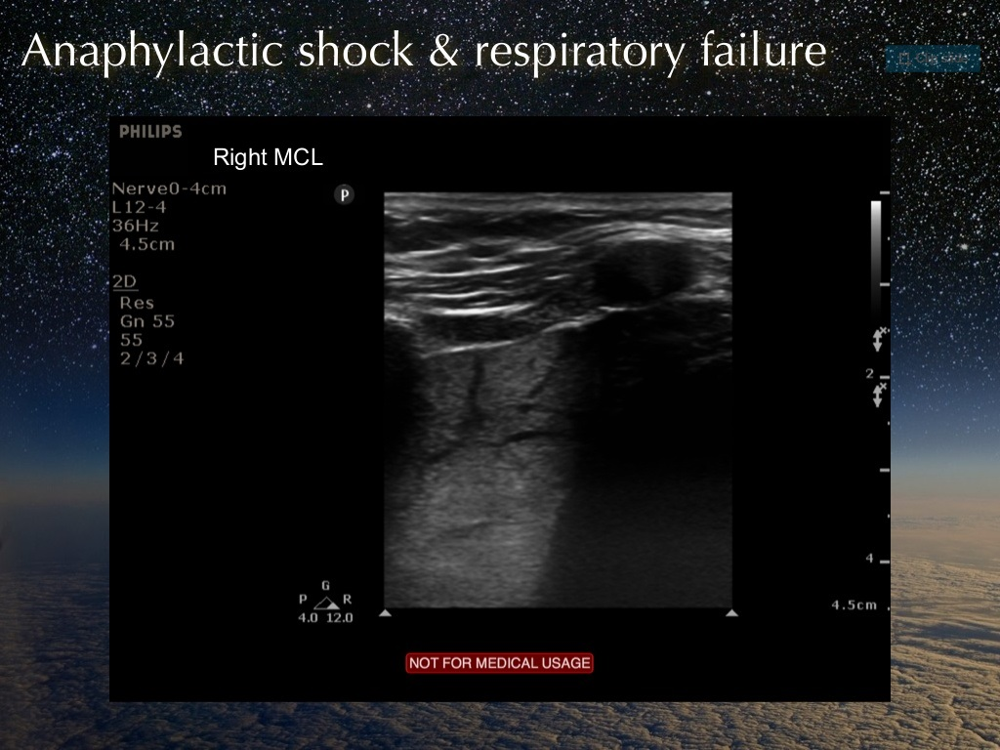 Anaphylactic shock & respiratory failure
PHILIPS
Right MCL
Nerve0-4cm
L12-4
36Hz
4.5cm
2D
Res
Gn 55
55
2/3/4
P
2
4
4.5cm
G
P R
4.0 12.0
NOT FOR MEDICAL USAGE